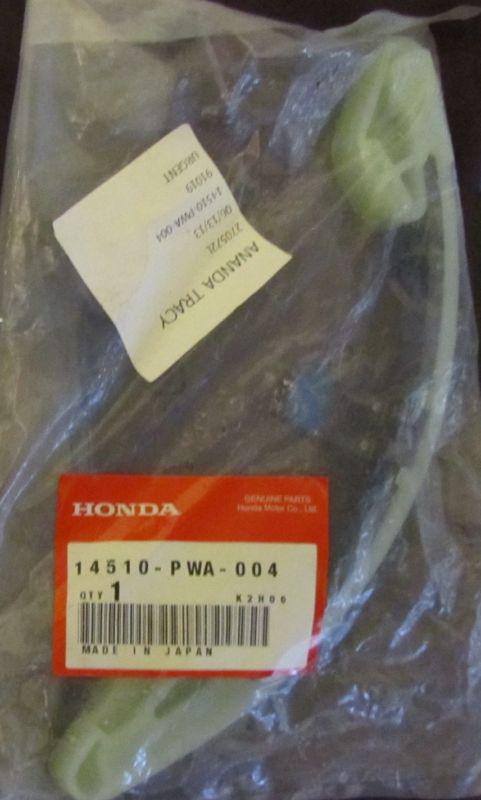 URGENT
91019
14510-PWA 004
06/13/13
270572L
ANANDA TRACY
HONDA
GENUINE PARTS
Honda Motor Co., Ltd.
14510-PWA-004
QTY 1
K2H06
MADE IN JAPAN